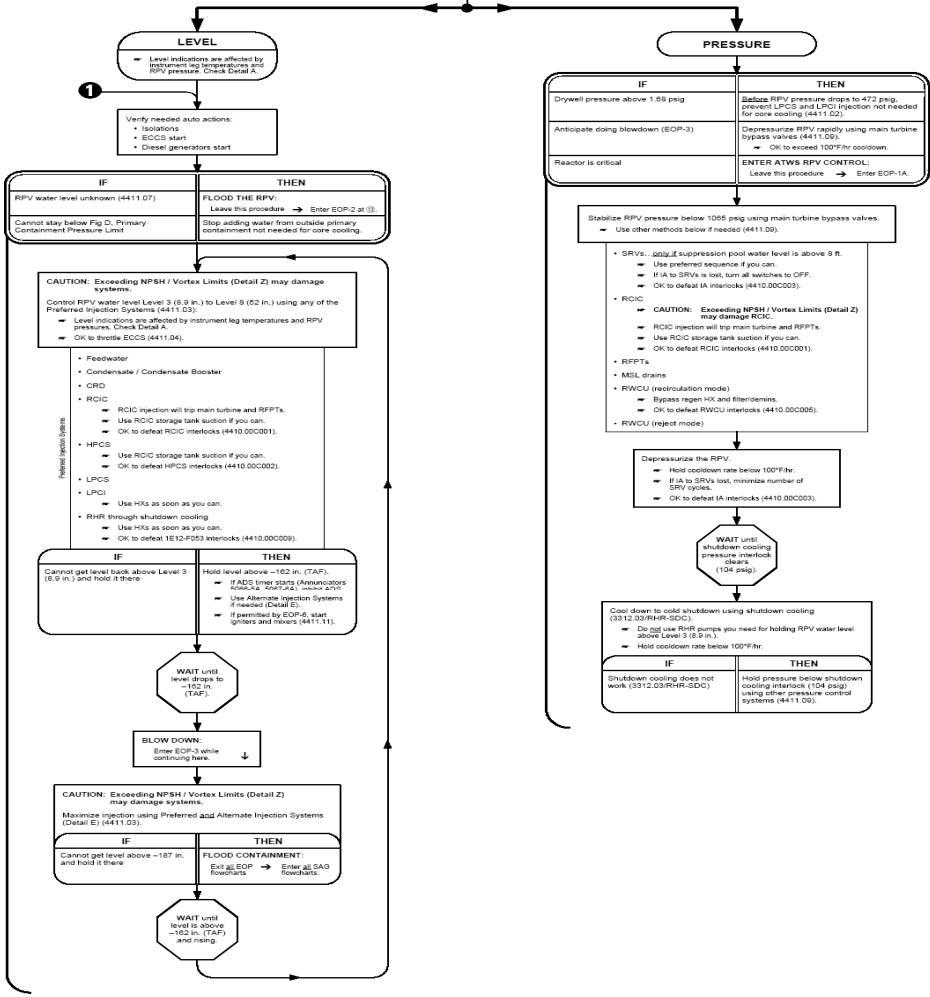 LEVEL
☛ Level indications are affected by
instrument leg temperatures and
RPV pressure. Check Detail A.
1
Verify needed auto actions:
• Isolations
• ECCS start
• Diesel generators start
IF
THEN
RPV water level unknown (4411.07)
FLOOD THE RPV:
Leave this procedure → Enter EOP-2 at ⑬.
Cannot stay below Fig D, Primary
Containment Pressure Limit
Stop adding water from outside primary
containment not needed for core cooling.
CAUTION: Exceeding NPSH / Vortex Limits (Detail Z) may damage
systems.
Control RPV water level Level 3 (8.9 in.) to Level 8 (52 in.) using any of the
Preferred Injection Systems (4411.03):
☛ Level indications are affected by instrument leg temperatures and RPV
pressures. Check Detail A.
☛ OK to throttle ECCS (4411.04).
Preferred Injection Systems
• Feedwater
• Condensate / Condensate Booster
• CRD
• RCIC
☛ RCIC injection will trip main turbine and RFPTs.
☛ Use RCIC storage tank suction if you can.
☛ OK to defeat RCIC interlocks (4410.00C001).
• HPCS
☛ Use RCIC storage tank suction if you can.
☛ OK to defeat HPCS interlocks (4410.00C002).
• LPCS
• LPCI
☛ Use HXs as soon as you can.
• RHR through shutdown cooling
☛ Use HXs as soon as you can.
☛ OK to defeat 1E12-F053 interlocks (4410.00C009).
IF
THEN
Cannot get level back above Level 3
(8.9 in.) and hold it there
Hold level above –162 in. (TAF).
☛ If ADS timer starts (Annunciators
5066-5A, 5067-6A), inhibit ADS
☛ Use Alternate Injection Systems
if needed (Detail E).
☛ If permitted by EOP-6, start
igniters and mixers (4411.11).
WAIT until
level drops to
–162 in.
(TAF).
BLOW DOWN:
Enter EOP-3 while
continuing here. ↓
CAUTION: Exceeding NPSH / Vortex Limits (Detail Z)
may damage systems.
Maximize injection using Preferred and Alternate Injection Systems
(Detail E) (4411.03).
IF
THEN
Cannot get level above –187 in.
and hold it there
FLOOD CONTAINMENT:
Exit all EOP → Enter all SAG
flowcharts flowcharts.
WAIT until
level is above
–162 in. (TAF)
and rising.
PRESSURE
IF
THEN
Drywell pressure above 1.68 psig
Before RPV pressure drops to 472 psig,
prevent LPCS and LPCI injection not needed
for core cooling (4411.02).
Anticipate doing blowdown (EOP-3)
Depressurize RPV rapidly using main turbine
bypass valves (4411.09).
☛ OK to exceed 100°F/hr cooldown.
Reactor is critical
ENTER ATWS RPV CONTROL:
Leave this procedure → Enter EOP-1A.
Stabilize RPV pressure below 1065 psig using main turbine bypass valves.
☛ Use other methods below if needed (4411.09).
• SRVs...only if suppression pool water level is above 8 ft.
☛ Use preferred sequence if you can.
☛ If IA to SRVs is lost, turn all switches to OFF.
☛ OK to defeat IA interlocks (4410.00C003).
• RCIC
☛ CAUTION: Exceeding NPSH / Vortex Limits (Detail Z)
may damage RCIC.
☛ RCIC injection will trip main turbine and RFPTs.
☛ Use RCIC storage tank suction if you can.
☛ OK to defeat RCIC interlocks (4410.00C001).
• RFPTs
• MSL drains
• RWCU (recirculation mode)
☛ Bypass regen HX and filter/demins.
☛ OK to defeat RWCU interlocks (4410.00C005).
• RWCU (reject mode)
Depressurize the RPV.
☛ Hold cooldown rate below 100°F/hr.
☛ If IA to SRVs lost, minimize number of
SRV cycles.
☛ OK to defeat IA interlocks (4410.00C003).
WAIT until
shutdown cooling
pressure interlock
clears
(104 psig).
Cool down to cold shutdown using shutdown cooling
(3312.03/RHR-SDC).
☛ Do not use RHR pumps you need for holding RPV water level
above Level 3 (8.9 in.).
☛ Hold cooldown rate below 100°F/hr.
IF
THEN
Shutdown cooling does not
work (3312.03/RHR-SDC)
Hold pressure below shutdown
cooling interlock (104 psig)
using other pressure control
systems (4411.09).